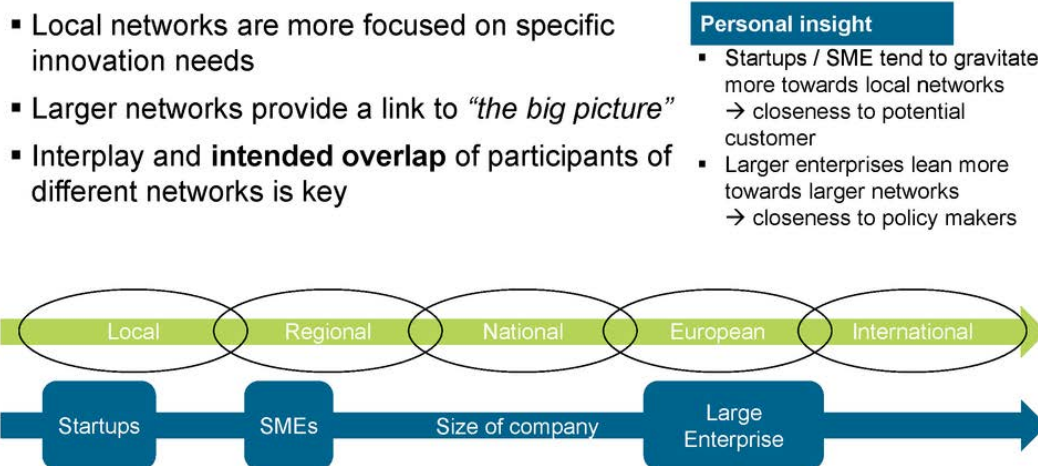 ▪ Local networks are more focused on specific
innovation needs
▪ Larger networks provide a link to “the big picture”
▪ Interplay and intended overlap of participants of
different networks is key
Personal insight
▪ Startups / SME tend to gravitate
more towards local networks
→ closeness to potential
customer
▪ Larger enterprises lean more
towards larger networks
→ closeness to policy makers
Local
Regional
National
European
International
Startups
SMEs
Size of company
Large
Enterprise